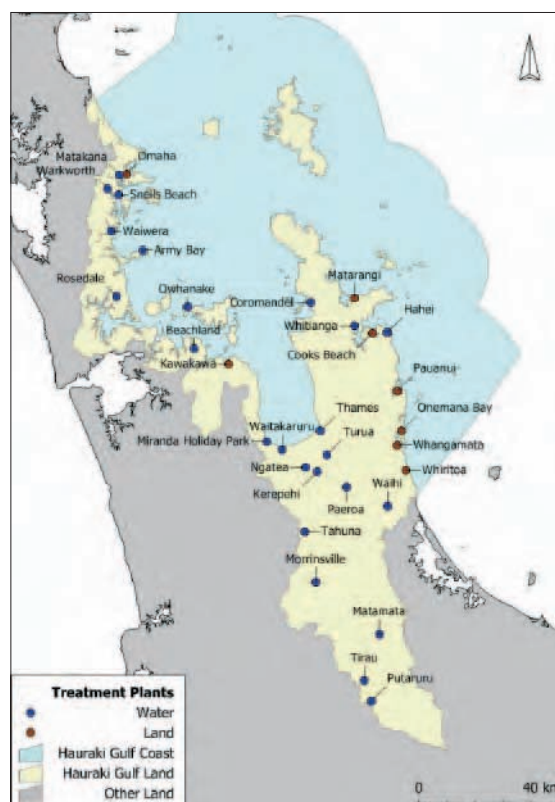 Matakana
Omaha
Warkworth
Snells Beach
Waiwera
Army Bay
Rosedale
Owhanake
Coromandel
Matarangi
Beachland
Whitianga
Hahei
Cooks Beach
Kawakawa
Pauanui
Thames
Onemana Bay
Waitakaruru
Turua
Miranda Holiday Park
Whangamata
Ngatea
Waihi
Whiritoa
Kerepehi
Paeroa
Tahuna
Morrinsville
Matamata
Tirau
Putaruru
Treatment Plants
Water
Land
Hauraki Gulf Coast
Hauraki Gulf Land
Other Land
0 40 km